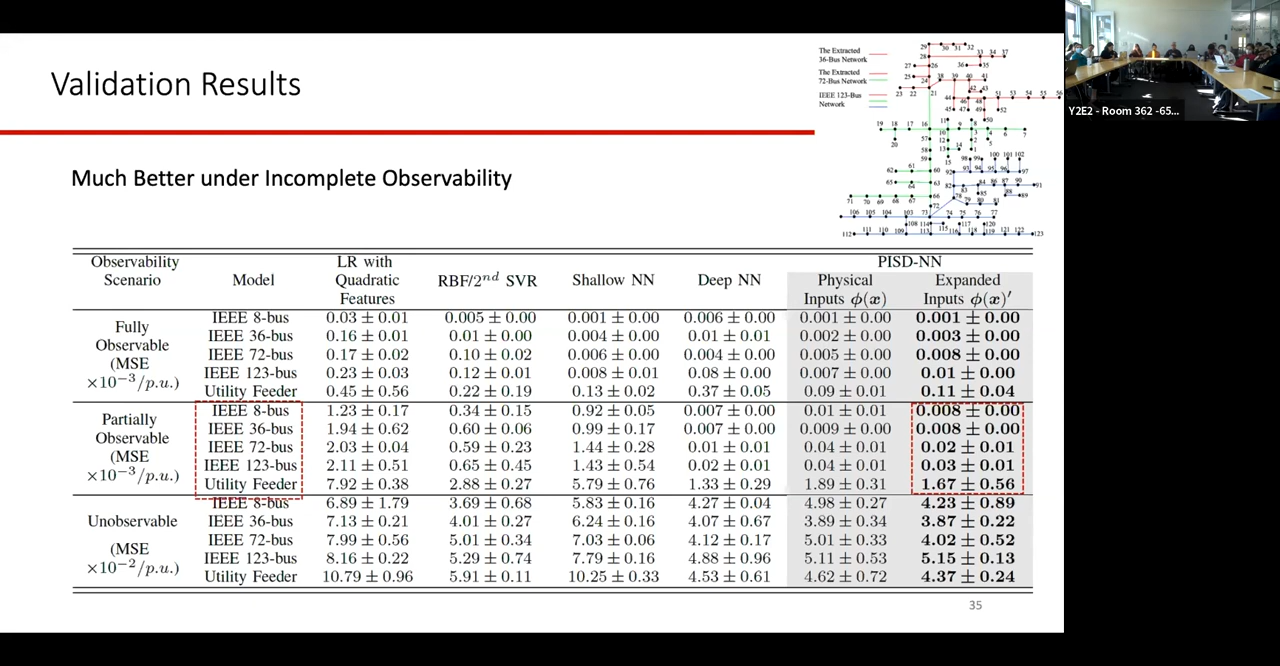 Validation Results
Much Better under Incomplete Observability
The Extracted
36-Bus Network
The Extracted
72-Bus Network
IEEE 123-Bus
Network
Y2E2 - Room 362 -65...
Observability Scenario Model LR with Quadratic Features RBF/2nd SVR Shallow NN Deep NN PISD-NN
Physical Inputs ϕ(x) Expanded Inputs ϕ(x)′
Fully Observable (MSE ×10−3/p.u.)
IEEE 8-bus 0.03 ± 0.01 0.005 ± 0.00 0.001 ± 0.00 0.006 ± 0.00 0.001 ± 0.00 0.001 ± 0.00
IEEE 36-bus 0.16 ± 0.01 0.01 ± 0.00 0.004 ± 0.00 0.01 ± 0.01 0.002 ± 0.00 0.003 ± 0.00
IEEE 72-bus 0.17 ± 0.02 0.10 ± 0.02 0.006 ± 0.00 0.004 ± 0.00 0.005 ± 0.00 0.008 ± 0.00
IEEE 123-bus 0.23 ± 0.03 0.12 ± 0.01 0.008 ± 0.01 0.08 ± 0.00 0.007 ± 0.00 0.01 ± 0.00
Utility Feeder 0.45 ± 0.56 0.22 ± 0.19 0.13 ± 0.02 0.37 ± 0.05 0.09 ± 0.01 0.11 ± 0.04
Partially Observable (MSE ×10−3/p.u.)
IEEE 8-bus 1.23 ± 0.17 0.34 ± 0.15 0.92 ± 0.05 0.007 ± 0.00 0.01 ± 0.01 0.008 ± 0.00
IEEE 36-bus 1.94 ± 0.62 0.60 ± 0.06 0.99 ± 0.17 0.007 ± 0.00 0.009 ± 0.00 0.008 ± 0.00
IEEE 72-bus 2.03 ± 0.04 0.59 ± 0.23 1.44 ± 0.28 0.01 ± 0.01 0.04 ± 0.01 0.02 ± 0.01
IEEE 123-bus 2.11 ± 0.51 0.65 ± 0.45 1.43 ± 0.54 0.02 ± 0.01 0.04 ± 0.01 0.03 ± 0.01
Utility Feeder 7.92 ± 0.38 2.88 ± 0.27 5.79 ± 0.76 1.33 ± 0.29 1.89 ± 0.31 1.67 ± 0.56
Unobservable (MSE ×10−2/p.u.)
IEEE 8-bus 6.89 ± 1.79 3.69 ± 0.68 5.83 ± 0.16 4.27 ± 0.04 4.98 ± 0.27 4.23 ± 0.89
IEEE 36-bus 7.13 ± 0.21 4.01 ± 0.27 6.24 ± 0.16 4.07 ± 0.67 3.89 ± 0.34 3.87 ± 0.22
IEEE 72-bus 7.99 ± 0.56 5.01 ± 0.34 7.03 ± 0.06 4.12 ± 0.17 5.01 ± 0.33 4.02 ± 0.52
IEEE 123-bus 8.16 ± 0.22 5.29 ± 0.74 7.79 ± 0.16 4.88 ± 0.96 5.11 ± 0.53 5.15 ± 0.13
Utility Feeder 10.79 ± 0.96 5.91 ± 0.11 10.25 ± 0.33 4.53 ± 0.61 4.62 ± 0.72 4.37 ± 0.24
35